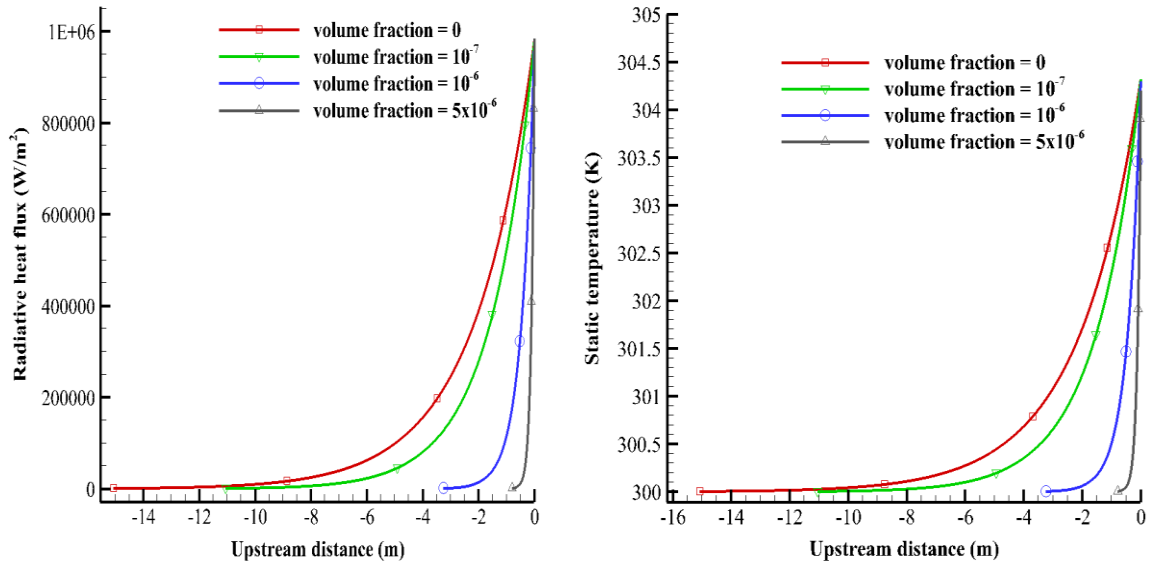 1E+06
800000
600000
400000
200000
0
Radiative heat flux (W/m²)
volume fraction = 0
volume fraction = 10⁻⁷
volume fraction = 10⁻⁶
volume fraction = 5x10⁻⁶
-14 -12 -10 -8 -6 -4 -2 0
Upstream distance (m)
305
304.5
304
303.5
303
302.5
302
301.5
301
300.5
300
Static temperature (K)
volume fraction = 0
volume fraction = 10⁻⁷
volume fraction = 10⁻⁶
volume fraction = 5x10⁻⁶
-16 -14 -12 -10 -8 -6 -4 -2 0
Upstream distance (m)